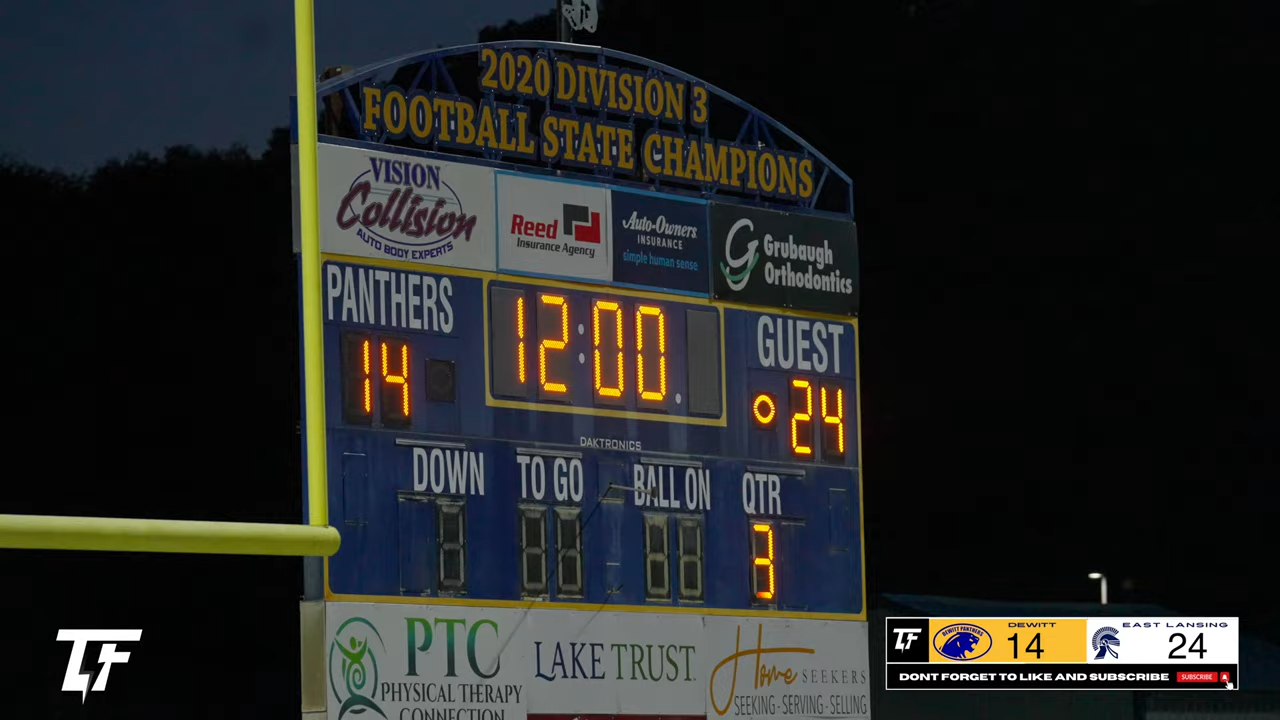 2020 DIVISION 3
FOOTBALL STATE CHAMPIONS
VISION
Collision
AUTO BODY EXPERTS
Reed
Insurance Agency
Auto-Owners
INSURANCE
simple human sense
G
Grubaugh
Orthodontics
PANTHERS
14
12:00
GUEST
24
DAKTRONICS
DOWN
TO GO
BALL ON
QTR
3
PTC
PHYSICAL THERAPY
CONNECTION
LAKE TRUST
Home
SEEKERS
SEEKING-SERVING-SELLING
TF
TF
DEWITT PANTHERS
DEWITT
14
EAST LANSING
24
DONT FORGET TO LIKE AND SUBSCRIBE
SUBSCRIBE